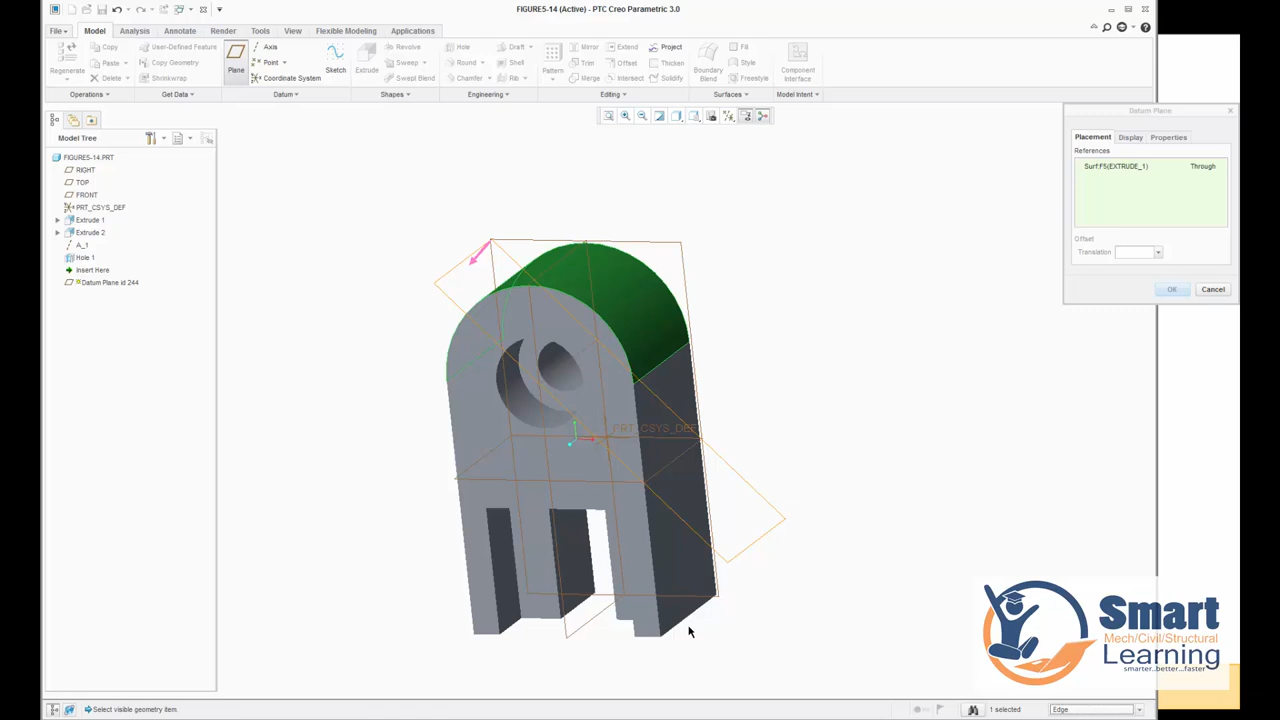 FIGURE5-14 (Active) - PTC Creo Parametric 3.0
File Model Analysis Annotate Render Tools View Flexible Modeling Applications
Regenerate Copy Paste Delete User-Defined Feature Copy Geometry Shrinkwrap Plane Axis Point Coordinate System Sketch Extrude Revolve Sweep Swept Blend Hole Round Chamfer Draft Shell Rib Pattern Mirror Trim Merge Extend Offset Intersect Project Thicken Solidify Boundary Blend Fill Style Freestyle Component Interface
Operations Get Data Datum Shapes Engineering Editing Surfaces Model Intent
Model Tree
FIGURE5-14.PRT
RIGHT
TOP
FRONT
PRT_CSYS_DEF
Extrude 1
Extrude 2
A_1
Hole 1
Insert Here
Datum Plane id 244
PRT_CSYS_DEF
Datum Plane
Placement Display Properties
References
Surf:F5(EXTRUDE_1) Through
Offset
Translation
OK Cancel
Smart
Mech/Civil/Structural
Learning
smarter..better...faster
Select visible geometry item. 1 selected Edge